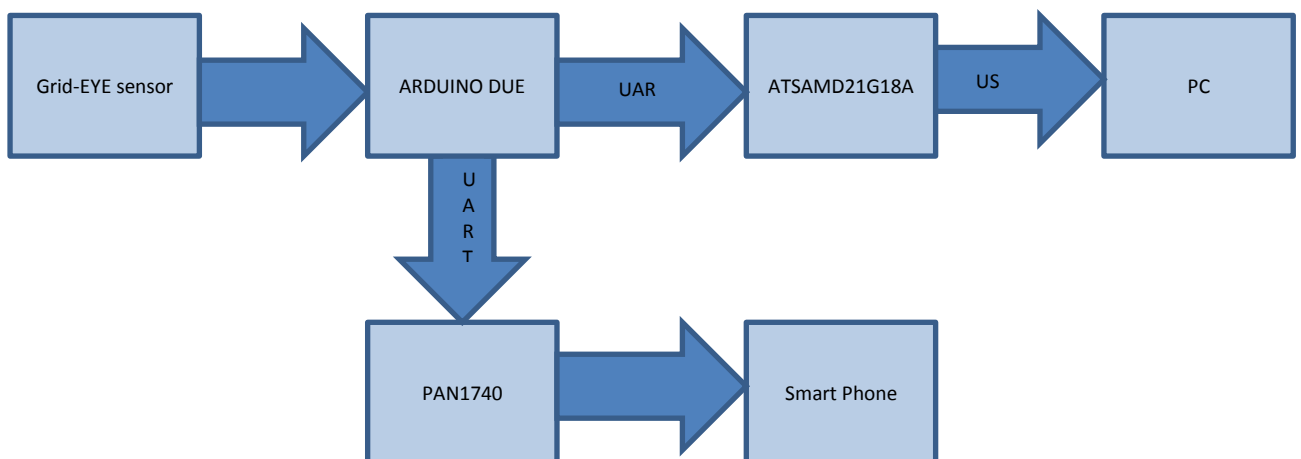 Grid-EYE sensor
ARDUINO DUE
UAR
ATSAMD21G18A
US
PC
U
A
R
T
PAN1740
Smart Phone